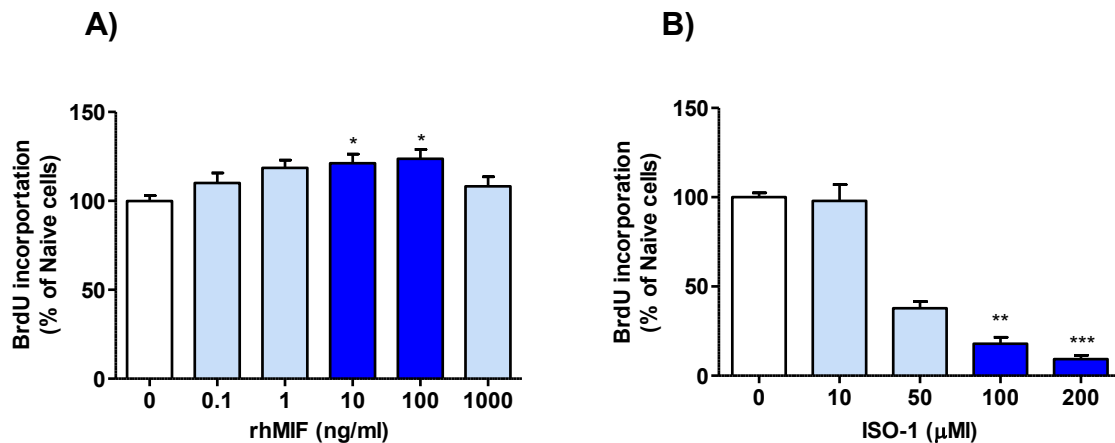 A)
BrdU incorportation
(% of Naive cells)
150
100
50
0
* *
0 0.1 1 10 100 1000
rhMIF (ng/ml)
B)
BrdU incorporation
(% of Naive cells)
150
100
50
0
** ***
0 10 50 100 200
ISO-1 (μMl)